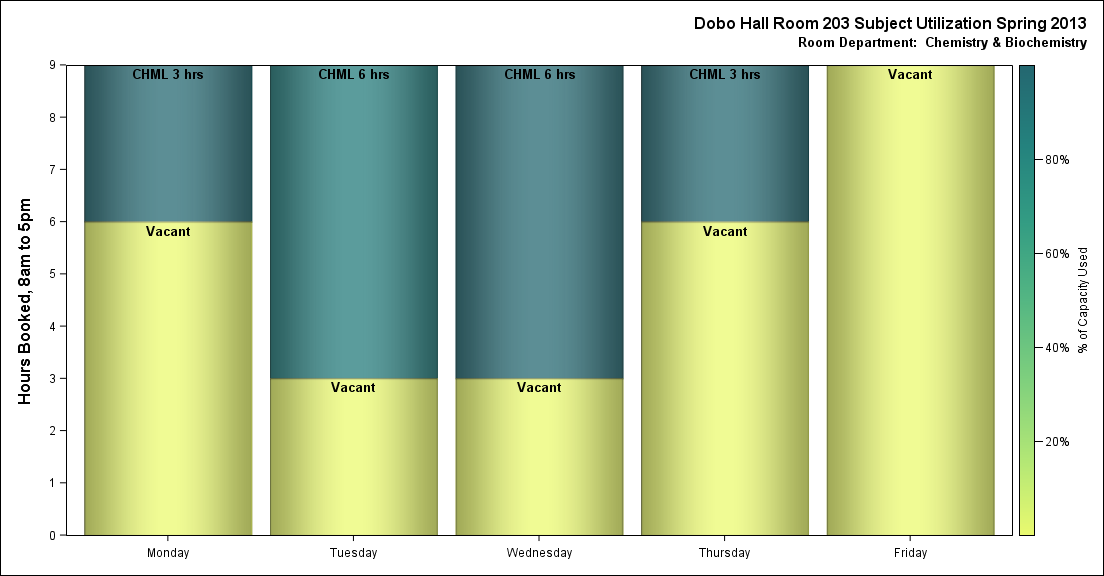 Dobo Hall Room 203 Subject Utilization Spring 2013
Room Department:  Chemistry & Biochemistry
Hours Booked, 8am to 5pm
9
8
7
6
5
4
3
2
1
0
CHML 3 hrs
Vacant
CHML 6 hrs
Vacant
CHML 6 hrs
Vacant
CHML 3 hrs
Vacant
Vacant
Monday
Tuesday
Wednesday
Thursday
Friday
80%
60%
40%
20%
% of Capacity Used